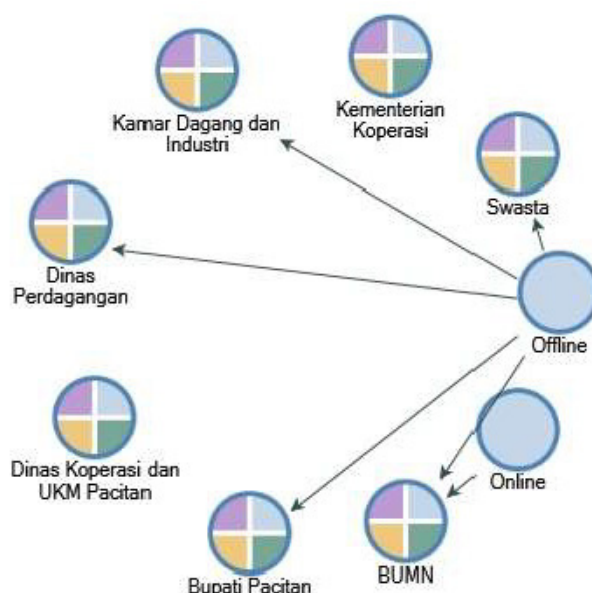 Kamar Dagang dan
Industri
Kementerian
Koperasi
Swasta
Dinas
Perdagangan
Offline
Dinas Koperasi dan
UKM Pacitan
Online
Bupati Pacitan
BUMN